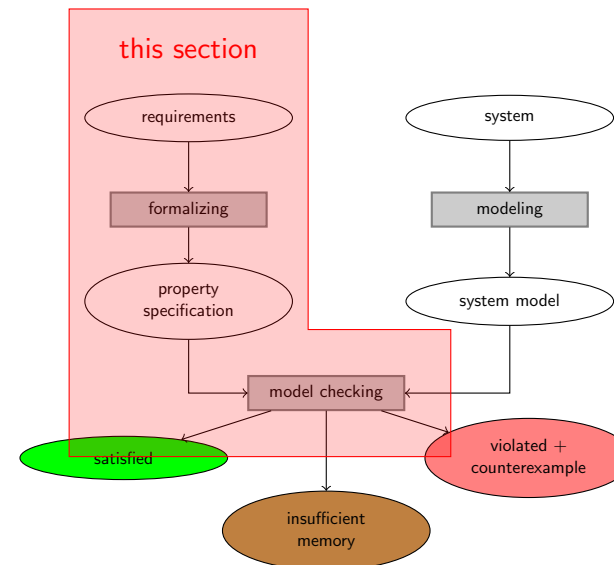 this section
requirements
system
formalizing
modeling
property
specification
system model
model checking
satisfied
violated +
counterexample
insufficient
memory